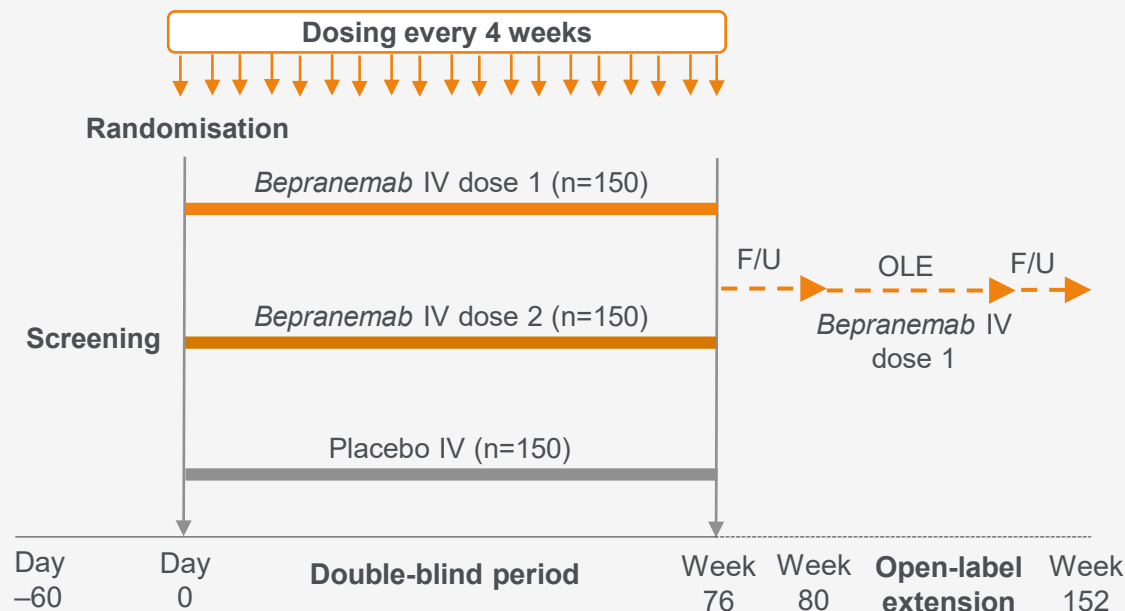 Dosing every 4 weeks
Randomisation
Bepranemab IV dose 1 (n=150)
F/U
OLE
F/U
Bepranemab IV dose 2 (n=150)
Bepranemab IV
dose 1
Screening
Placebo IV (n=150)
Day
–60
Day
0
Double-blind period
Week
76
Week
80
Open-label
extension
Week
152